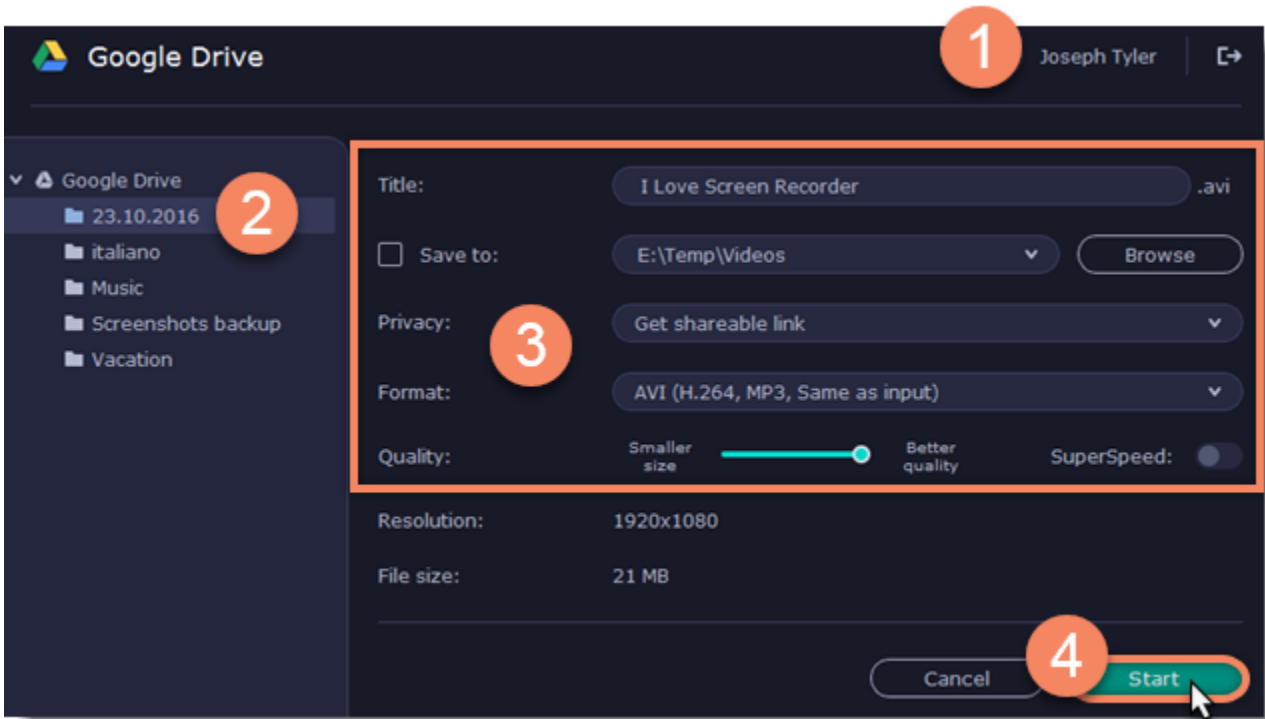 Google Drive
1
Joseph Tyler
Google Drive
2
23.10.2016
italiano
Music
Screenshots backup
Vacation
Title:
I Love Screen Recorder
.avi
Save to:
E:\Temp\Videos
Browse
3
Privacy:
Get shareable link
Format:
AVI (H.264, MP3, Same as input)
Quality:
Smaller
size
Better
quality
SuperSpeed:
Resolution:
1920x1080
File size:
21 MB
Cancel
4
Start